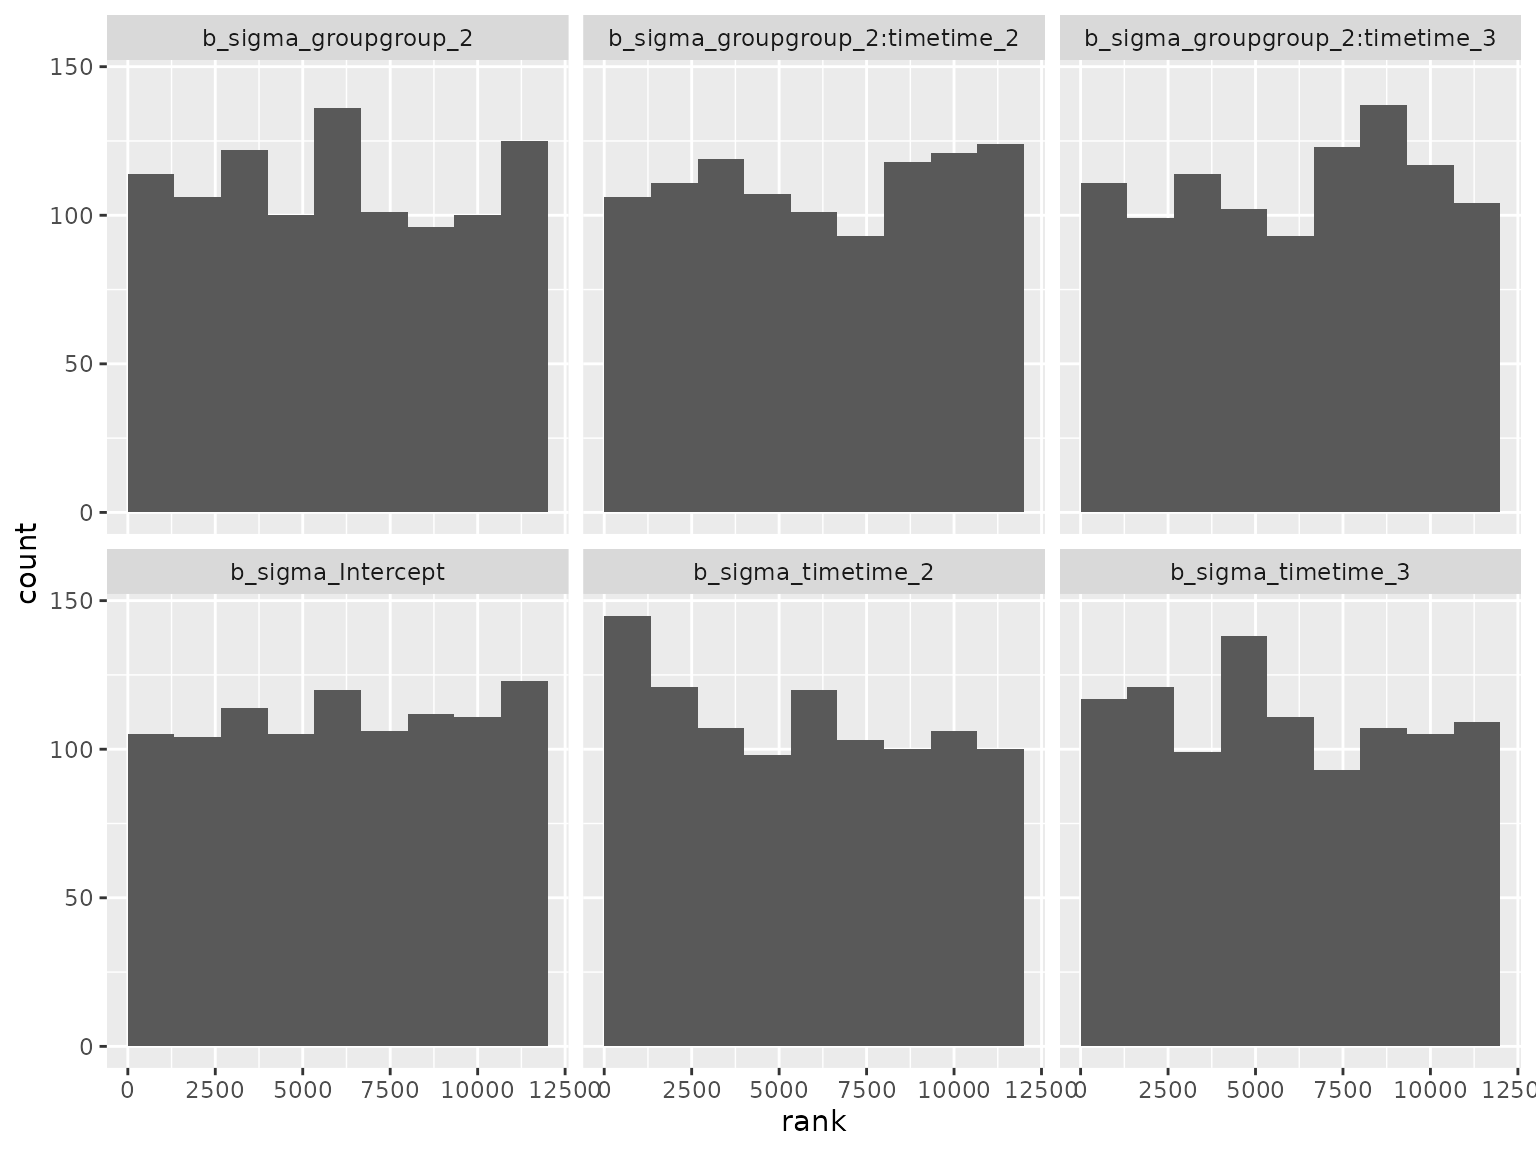 b_sigma_groupgroup_2 b_sigma_groupgroup_2:timetime_2 b_sigma_groupgroup_2:timetime_3
150
100
50
0
count
b_sigma_Intercept b_sigma_timetime_2 b_sigma_timetime_3
150
100
50
0
0 2500 5000 7500 10000 12500 0 2500 5000 7500 10000 12500 0 2500 5000 7500 10000 1250
rank